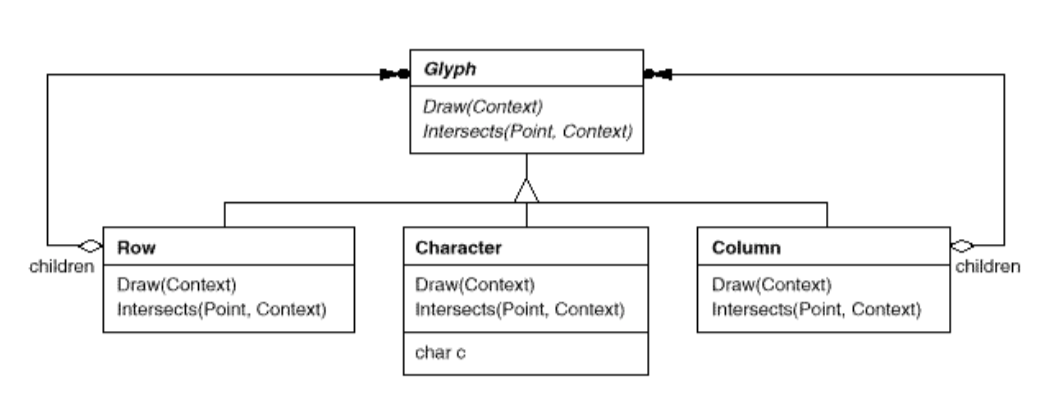 Glyph
Draw(Context)
Intersects(Point, Context)
Row
Draw(Context)
Intersects(Point, Context)
children
Character
Draw(Context)
Intersects(Point, Context)
char c
Column
Draw(Context)
Intersects(Point, Context)
children